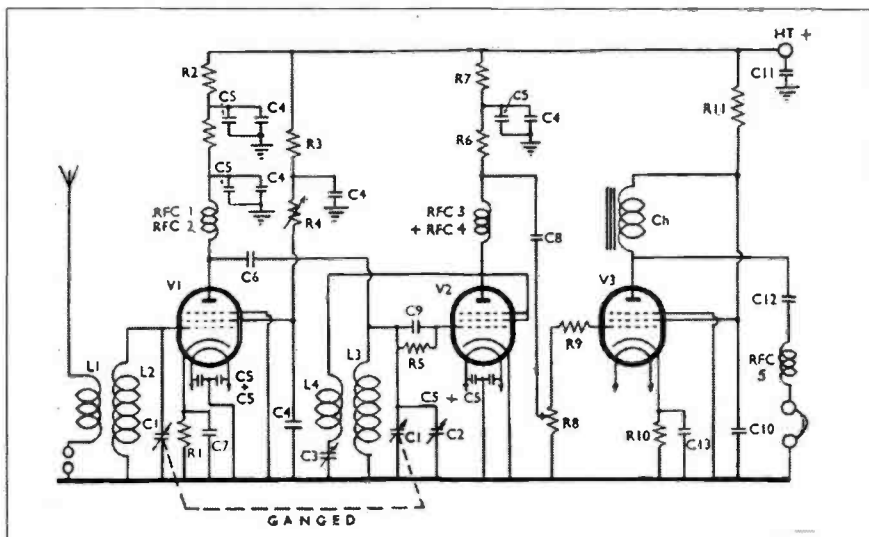 HT +
R2
R7
C11
C5
C4
C5
C4
R11
R3
R6
C5
C4
C4
RFC 1
RFC 2
R4
RFC 3
+ RFC 4
C8
Ch
C6
V1
V2
V3
C12
C9
R9
L1
L2
R5
RFC
5
C5
+
C5
L4
L3
C5 + C5
C1
C4
C1
C2
R8
R1
C7
C3
R10
C13
C10
GANGED